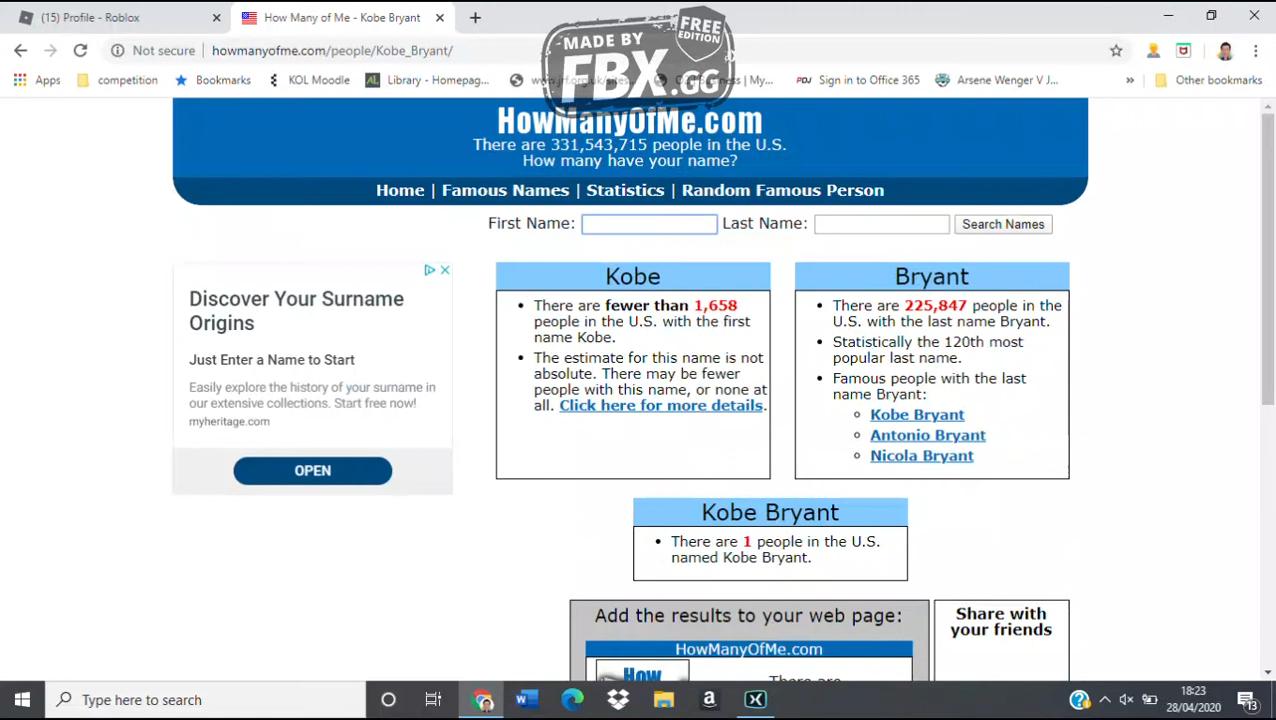 (15) Profile - Roblox
How Many of Me - Kobe Bryant
Not secure
howmanyofme.com/people/Kobe_Bryant/
MADE BY
FREE
EDITION
FBX.gg
Apps
competition
Bookmarks
KOL Moodle
Library - Homepag...
Business | My...
Sign in to Office 365
Arsene Wenger V J...
Other bookmarks
HowManyOfMe.com
There are 331,543,715 people in the U.S.
How many have your name?
Home | Famous Names | Statistics | Random Famous Person
First Name:
Last Name:
Search Names
Discover Your Surname
Origins
Just Enter a Name to Start
Easily explore the history of your surname in
our extensive collections. Start free now!
myheritage.com
OPEN
Kobe
There are fewer than 1,658
people in the U.S. with the first
name Kobe.
The estimate for this name is not
absolute. There may be fewer
people with this name, or none at
all. Click here for more details.
Bryant
There are 225,847 people in the
U.S. with the last name Bryant.
Statistically the 120th most
popular last name.
Famous people with the last
name Bryant:
Kobe Bryant
Antonio Bryant
Nicola Bryant
Kobe Bryant
There are 1 people in the U.S.
named Kobe Bryant.
Add the results to your web page:
HowManyOfMe.com
How
There are
Share with
your friends
Type here to search
18:23
28/04/2020
13